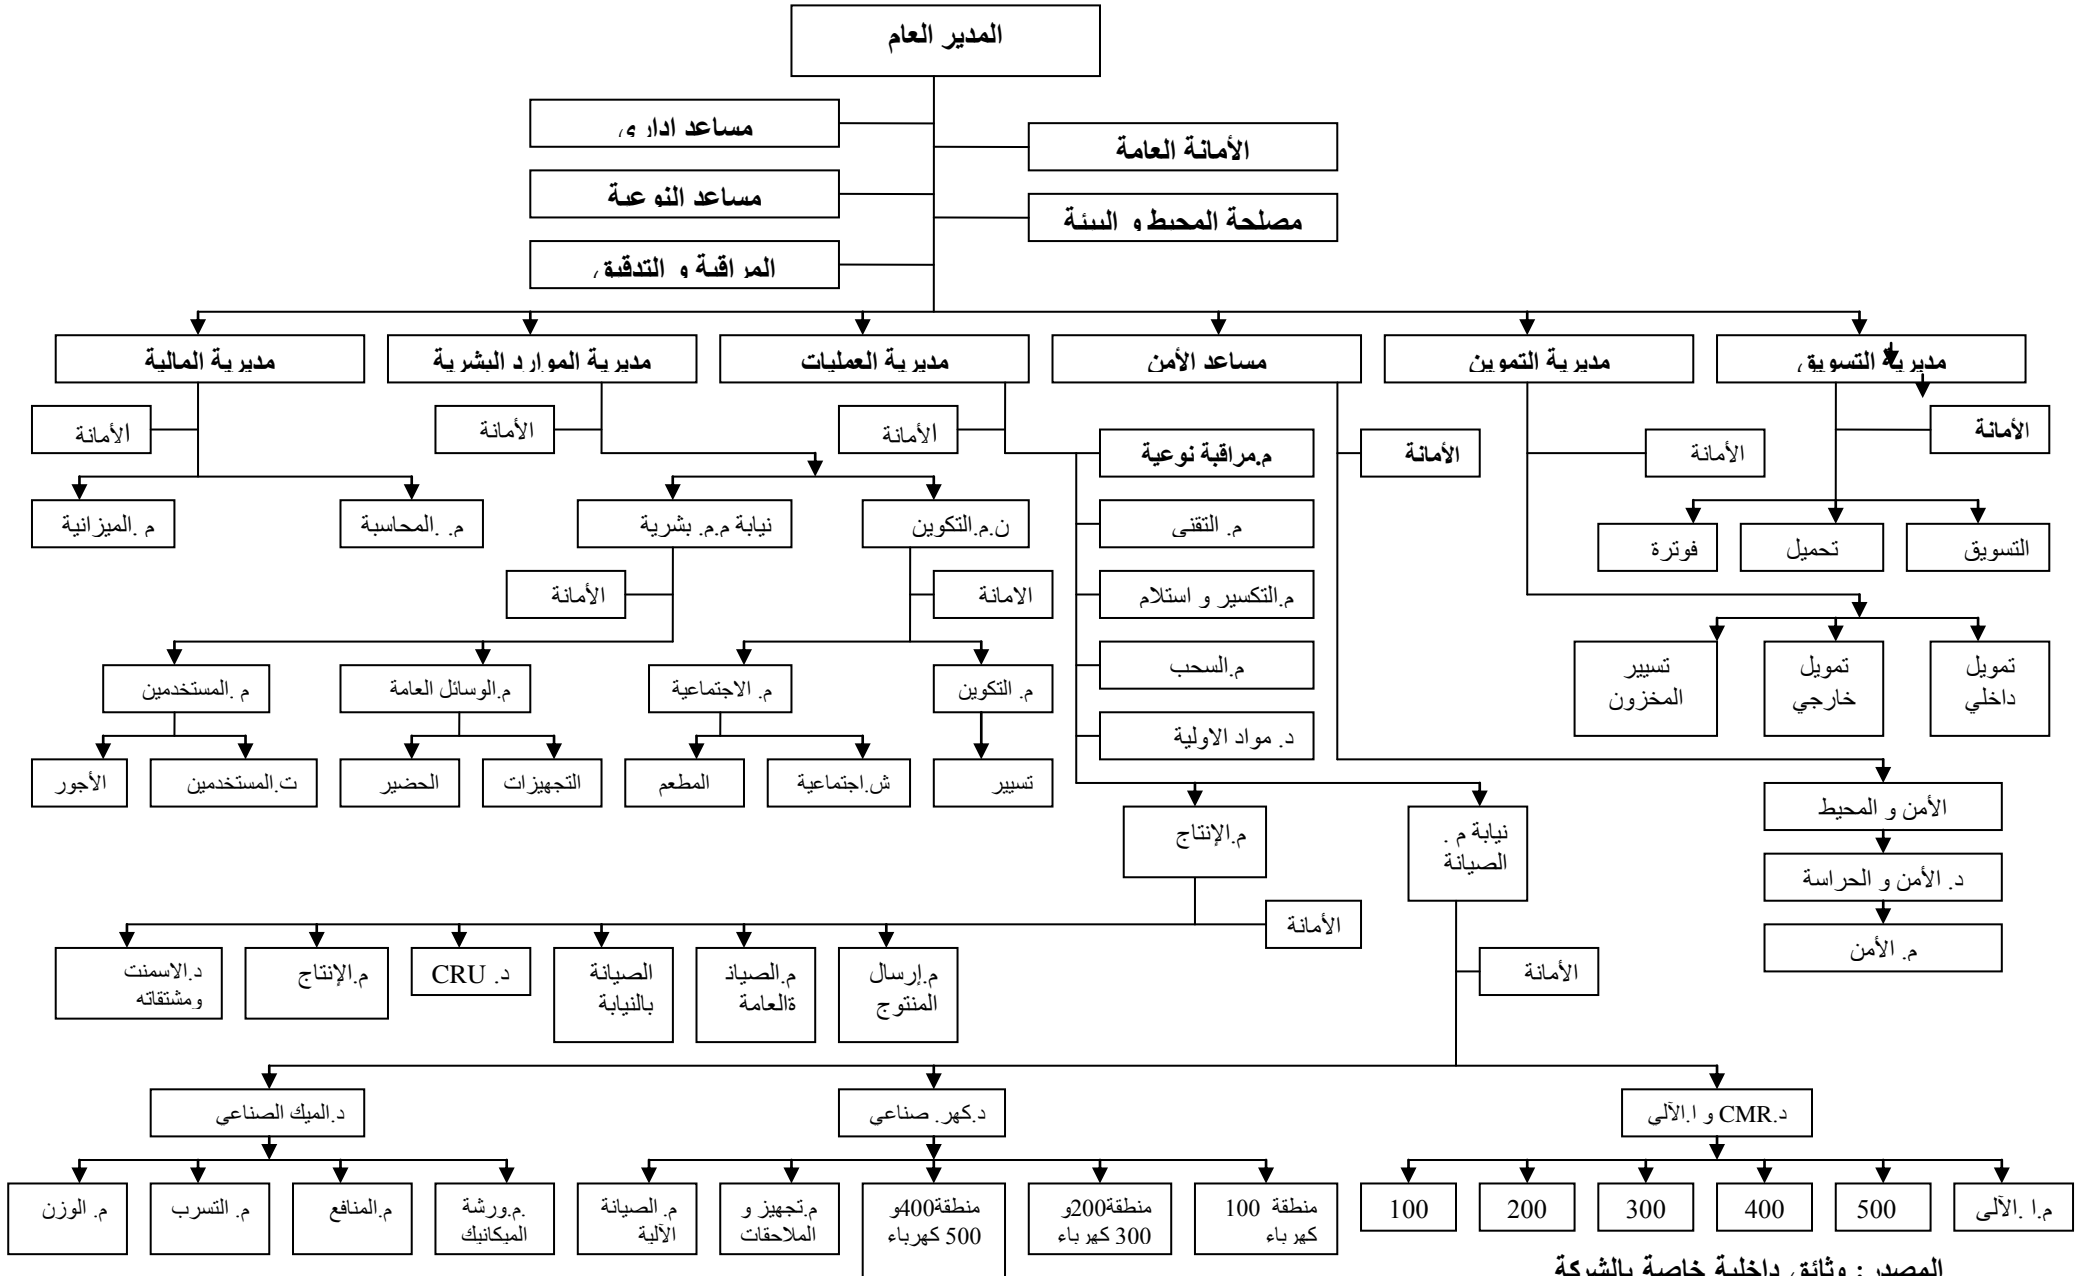 المدير العام
مساعد اداري
الأمانة العامة
مساعد النوعية
مصلحة المحيط و البيئة
المراقبة و التدقيق
مديرية التسويق
مديرية التموين
مساعد الأمن
مديرية العمليات
مديرية الموارد البشرية
مديرية المالية
الأمانة
الأمانة
الأمانة
الأمانة
الأمانة
الأمانة
م.مراقبة نوعية
التسويق
تحميل
فوترة
م. التقني
ن.م.التكوين
نيابة م.م. بشرية
م. .المحاسبة
م .الميزانية
م.التكسير و استلام
الامانة
الأمانة
تمويل
داخلي
تمويل
خارجي
تسيير
المخزون
م.السحب
م. التكوين
م. الاجتماعية
م.الوسائل العامة
م .المستخدمين
د. مواد الاولية
تسيير
ش.اجتماعية
المطعم
التجهيزات
الحضير
ت.المستخدمين
الأجور
الأمن و المحيط
نيابة م .
الصيانة
م.الإنتاج
د. الأمن و الحراسة
الأمانة
م. الأمن
الأمانة
م.إرسال
المنتوج
م.الصيان
ةالعامة
الصيانة
بالنيابة
د. CRU
م.الإنتاج
د.الاسمنت
ومشتقاته
د.CMR و ا.الآلي
د.كهر. صناعي
د.الميك الصناعي
م.ا .الآلي
500
400
300
200
100
منطقة 100
كهرباء
منطقة200و
300 كهرباء
منطقة400و
500 كهرباء
م.تجهيز و
الملاحقات
م. الصيانة
الآلية
.م.ورشة
الميكانيك
م.المنافع
م. التسرب
م. الوزن
المصدر : وثائق داخلية خاصة بالشركة